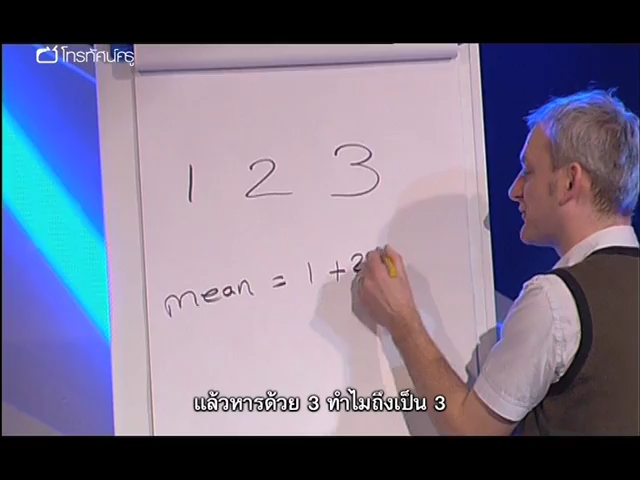 โทรทัศน์ครู
1 2 3
mean = 1 + 2
แล้วหารด้วย 3 ทำไมถึงเป็น 3